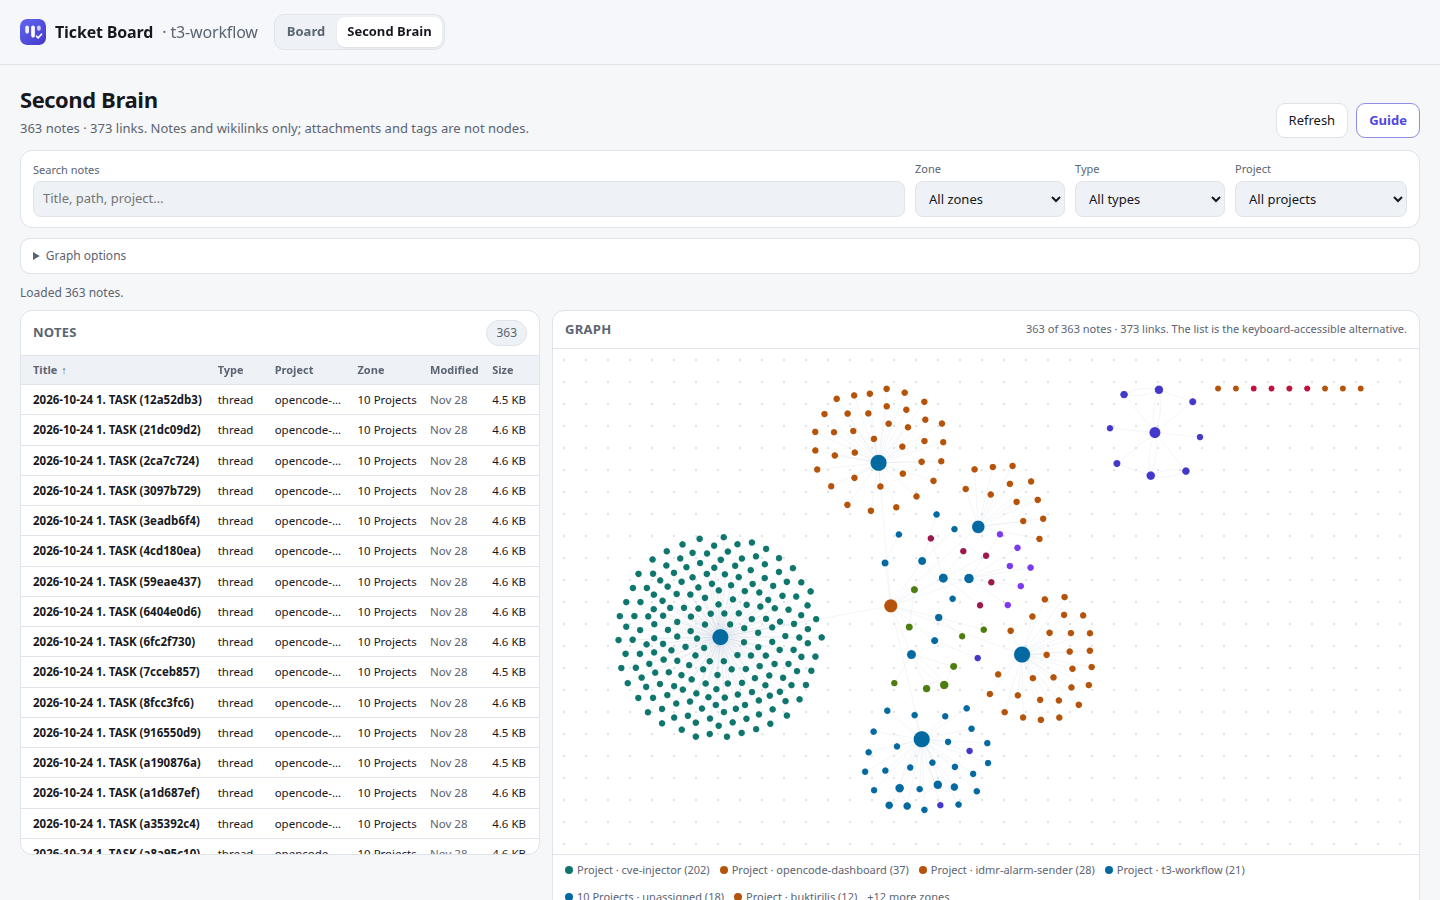 Ticket Board · t3-workflow Board Second Brain
Second Brain
363 notes · 373 links. Notes and wikilinks only; attachments and tags are not nodes.
Refresh Guide
Search notes Zone Type Project
Title, path, project... All zones All types All projects
Graph options
Loaded 363 notes.
NOTES 363
Title ↑ Type Project Zone Modified Size
2026-10-24 1. TASK (12a52db3) thread opencode-... 10 Projects Nov 28 4.5 KB
2026-10-24 1. TASK (21dc09d2) thread opencode-... 10 Projects Nov 28 4.6 KB
2026-10-24 1. TASK (2ca7c724) thread opencode-... 10 Projects Nov 28 4.6 KB
2026-10-24 1. TASK (3097b729) thread opencode-... 10 Projects Nov 28 4.6 KB
2026-10-24 1. TASK (3eadb6f4) thread opencode-... 10 Projects Nov 28 4.6 KB
2026-10-24 1. TASK (4cd180ea) thread opencode-... 10 Projects Nov 28 4.6 KB
2026-10-24 1. TASK (59eae437) thread opencode-... 10 Projects Nov 28 4.6 KB
2026-10-24 1. TASK (6404e0d6) thread opencode-... 10 Projects Nov 28 4.6 KB
2026-10-24 1. TASK (6fc2f730) thread opencode-... 10 Projects Nov 28 4.6 KB
2026-10-24 1. TASK (7cceb857) thread opencode-... 10 Projects Nov 28 4.5 KB
2026-10-24 1. TASK (8fcc3fc6) thread opencode-... 10 Projects Nov 28 4.6 KB
2026-10-24 1. TASK (916550d9) thread opencode-... 10 Projects Nov 28 4.5 KB
2026-10-24 1. TASK (a190876a) thread opencode-... 10 Projects Nov 28 4.5 KB
2026-10-24 1. TASK (a1d687ef) thread opencode-... 10 Projects Nov 28 4.6 KB
2026-10-24 1. TASK (a35392c4) thread opencode-... 10 Projects Nov 28 4.6 KB
2026-10-24 1. TASK (a8a95c10) thread opencode-... 10 Projects Nov 28 4.6 KB
GRAPH 363 of 363 notes · 373 links. The list is the keyboard-accessible alternative.
Project · cve-injector (202) Project · opencode-dashboard (37) Project · idmr-alarm-sender (28) Project · t3-workflow (21)
10 Projects · unassigned (18) Project · buktirilis (12) +12 more zones